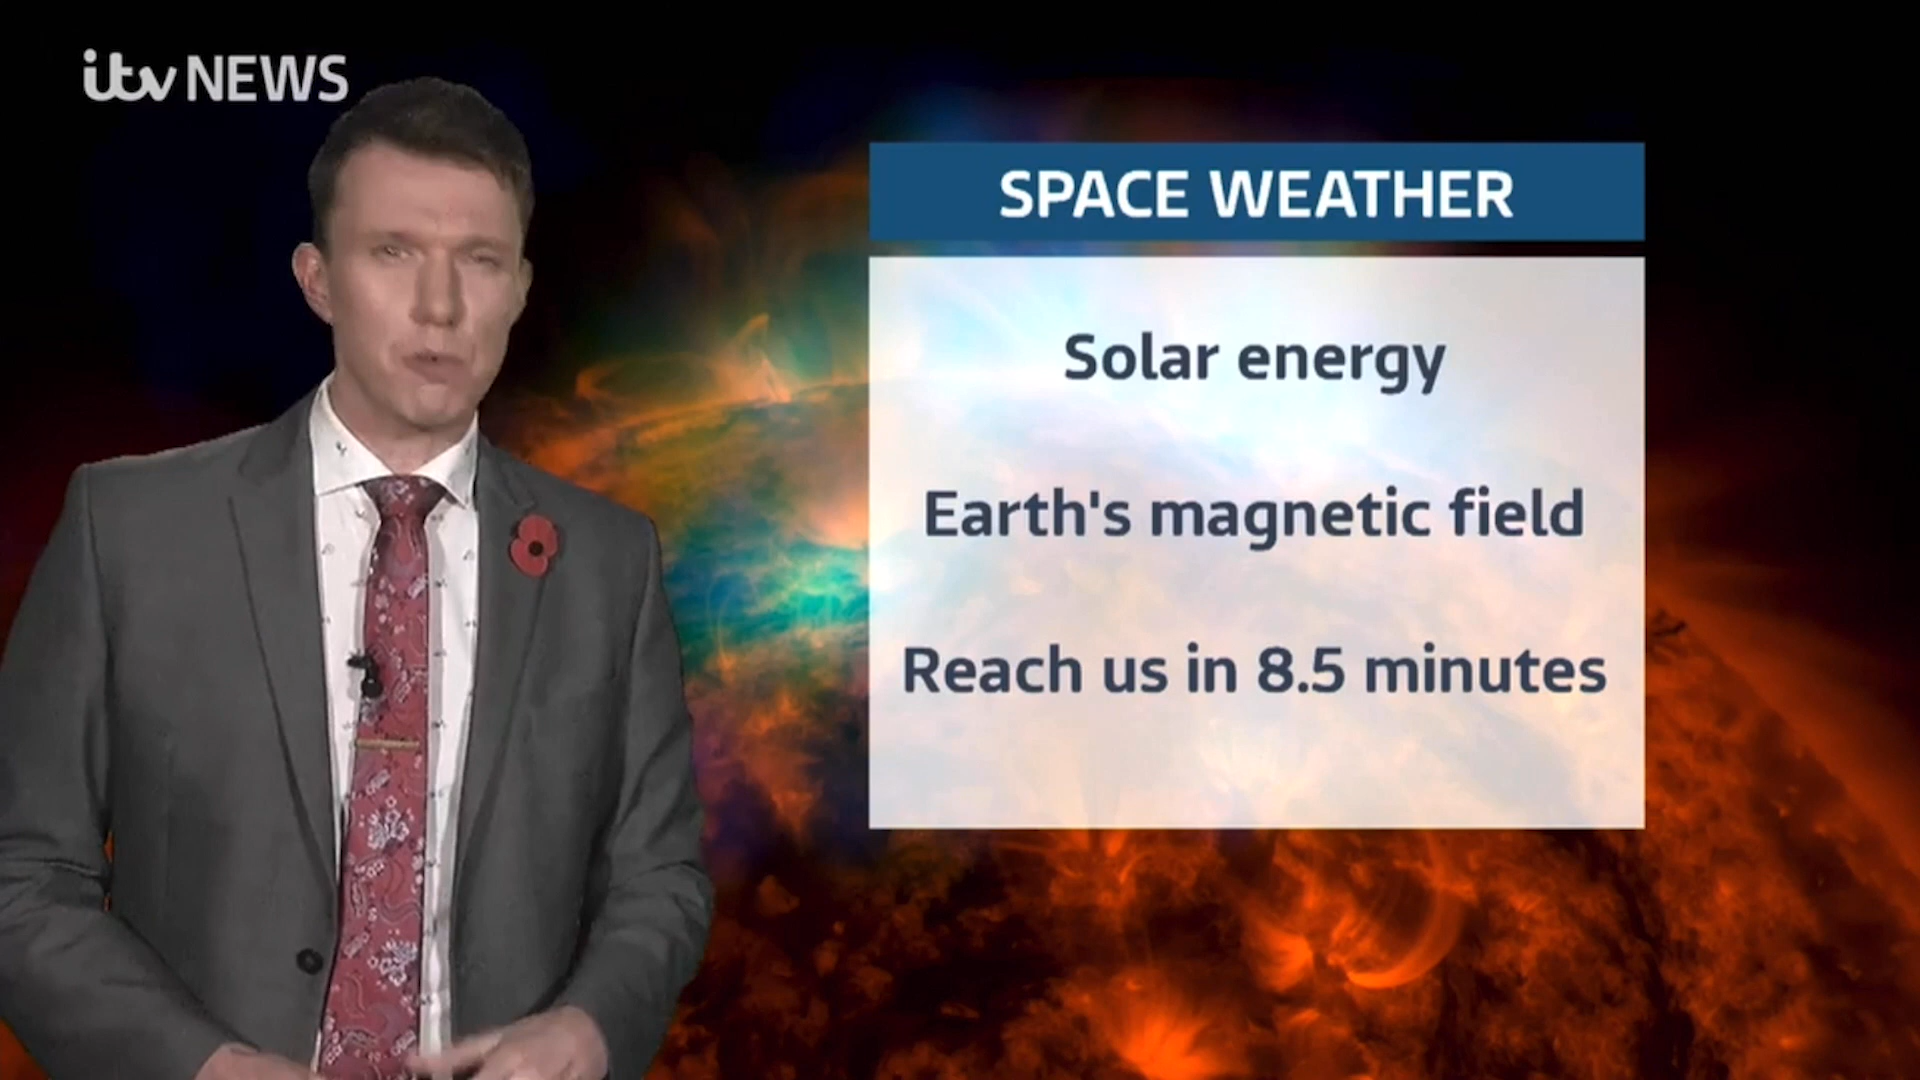 itv NEWS
SPACE WEATHER
Solar energy
Earth's magnetic field
Reach us in 8.5 minutes